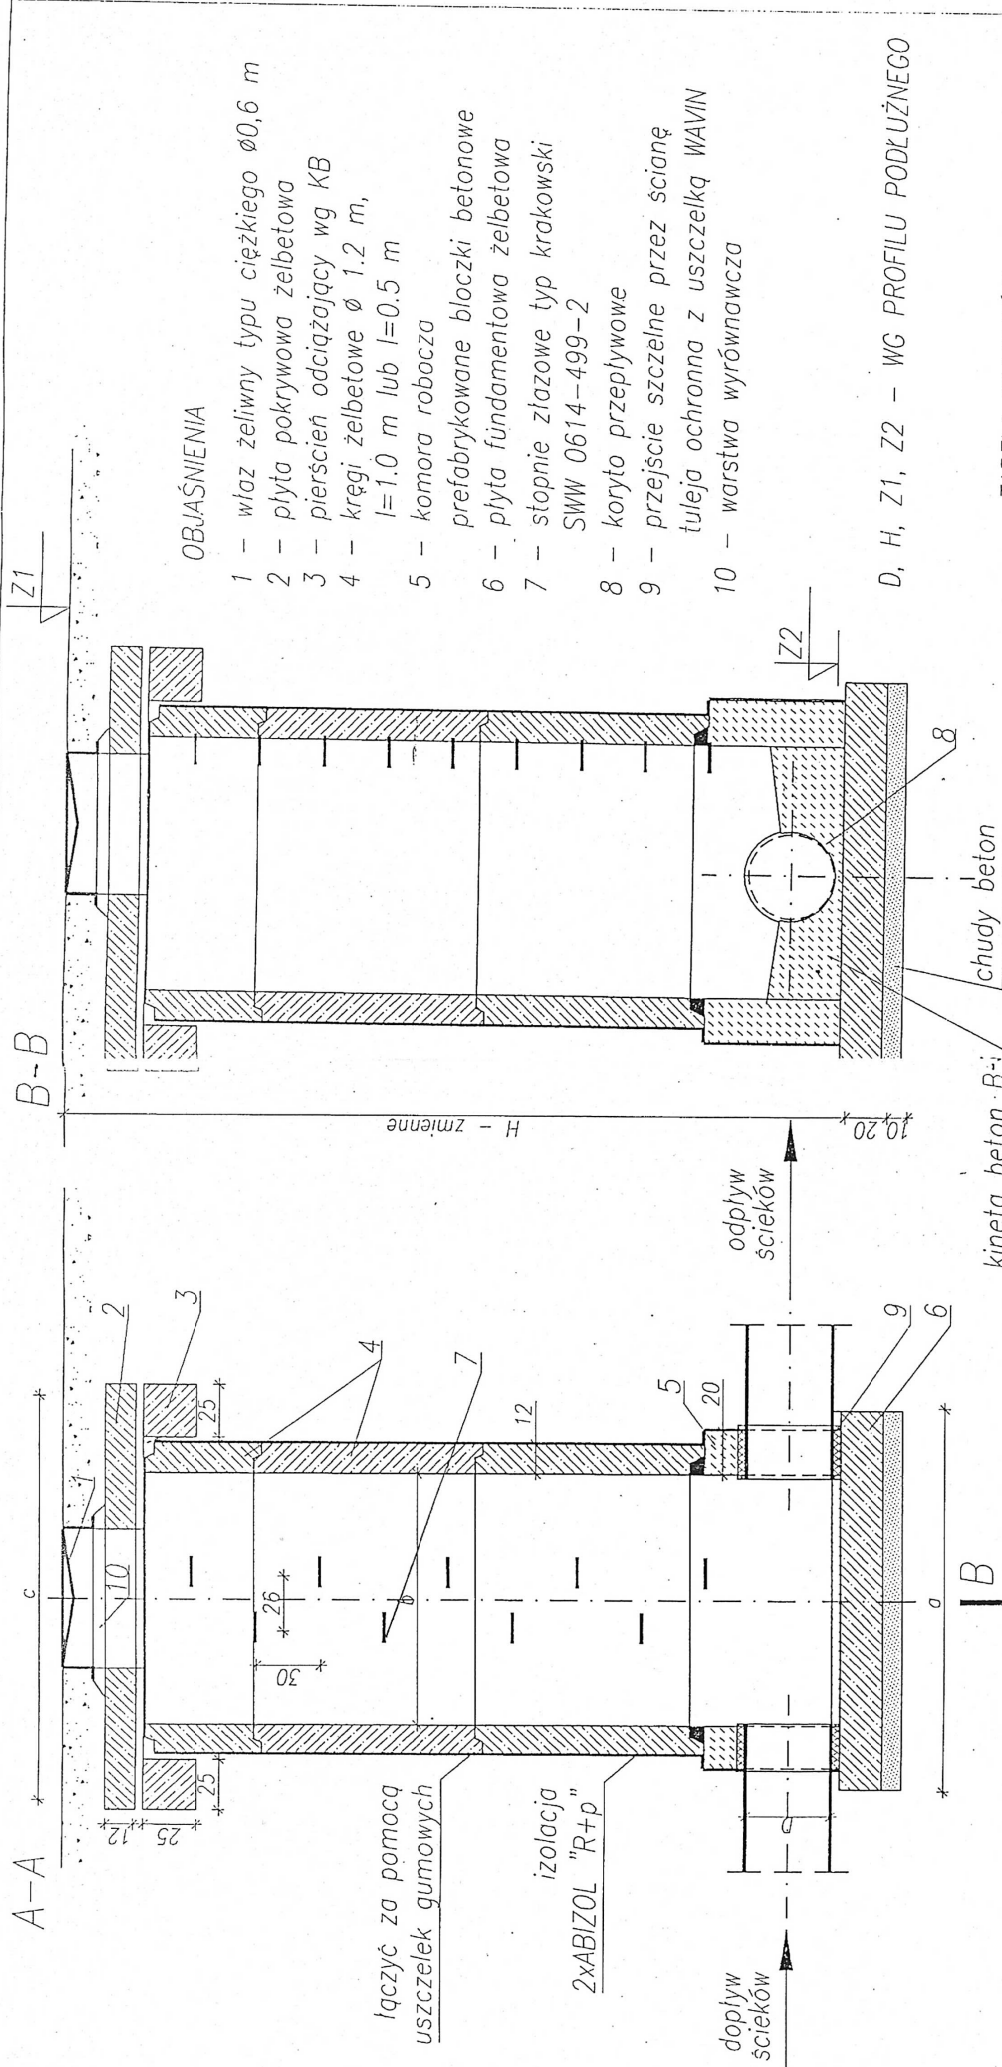 A-A
c
1
10
2
3
12
25
25
25
4
26
30
b
7
łączyć za pomocą
uszczelek gumowych
12
5
20
izolacja
2xABIZOL "R+p"
dopływ
ścieków
odpływ
ścieków
D
9
6
a
B
B-B
Z1
H - zmienne
20
10
Z2
8
chudy beton
kineta beton
OBJAŚNIENIA
1 - właz żeliwny typu ciężkiego ø0,6 m
2 - płyta pokrywowa żelbetowa
3 - pierścień odciążający wg KB
4 - kręgi żelbetowe ø 1.2 m,
l=1.0 m lub l=0.5 m
5 - komora robocza
prefabrykowane bloczki betonowe
6 - płyta fundamentowa żelbetowa
7 - stopnie złazowe typ krakowski
SWW 0614-499-2
8 - koryto przepływowe
9 - przejście szczelne przez ścianę
tuleja ochronna z uszczelką WAVIN
10 - warstwa wyrównawcza
D, H, Z1, Z2 - WG PROFILU PODŁUŻNEGO